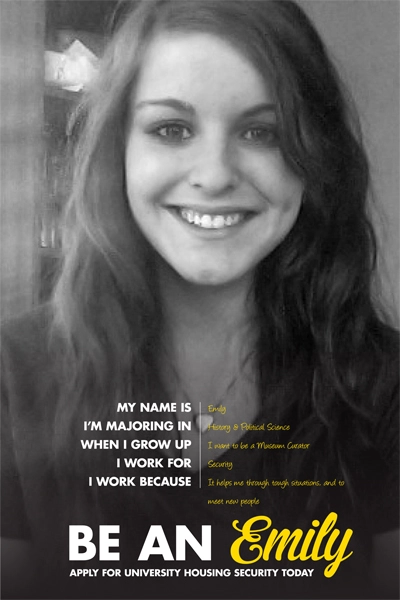 MY NAME IS Emily
I'M MAJORING IN History & Political Science
WHEN I GROW UP I want to be a Museum Curator
I WORK FOR Security
I WORK BECAUSE It helps me through tough situations, and to
meet new people
BE AN Emily
APPLY FOR UNIVERSITY HOUSING SECURITY TODAY